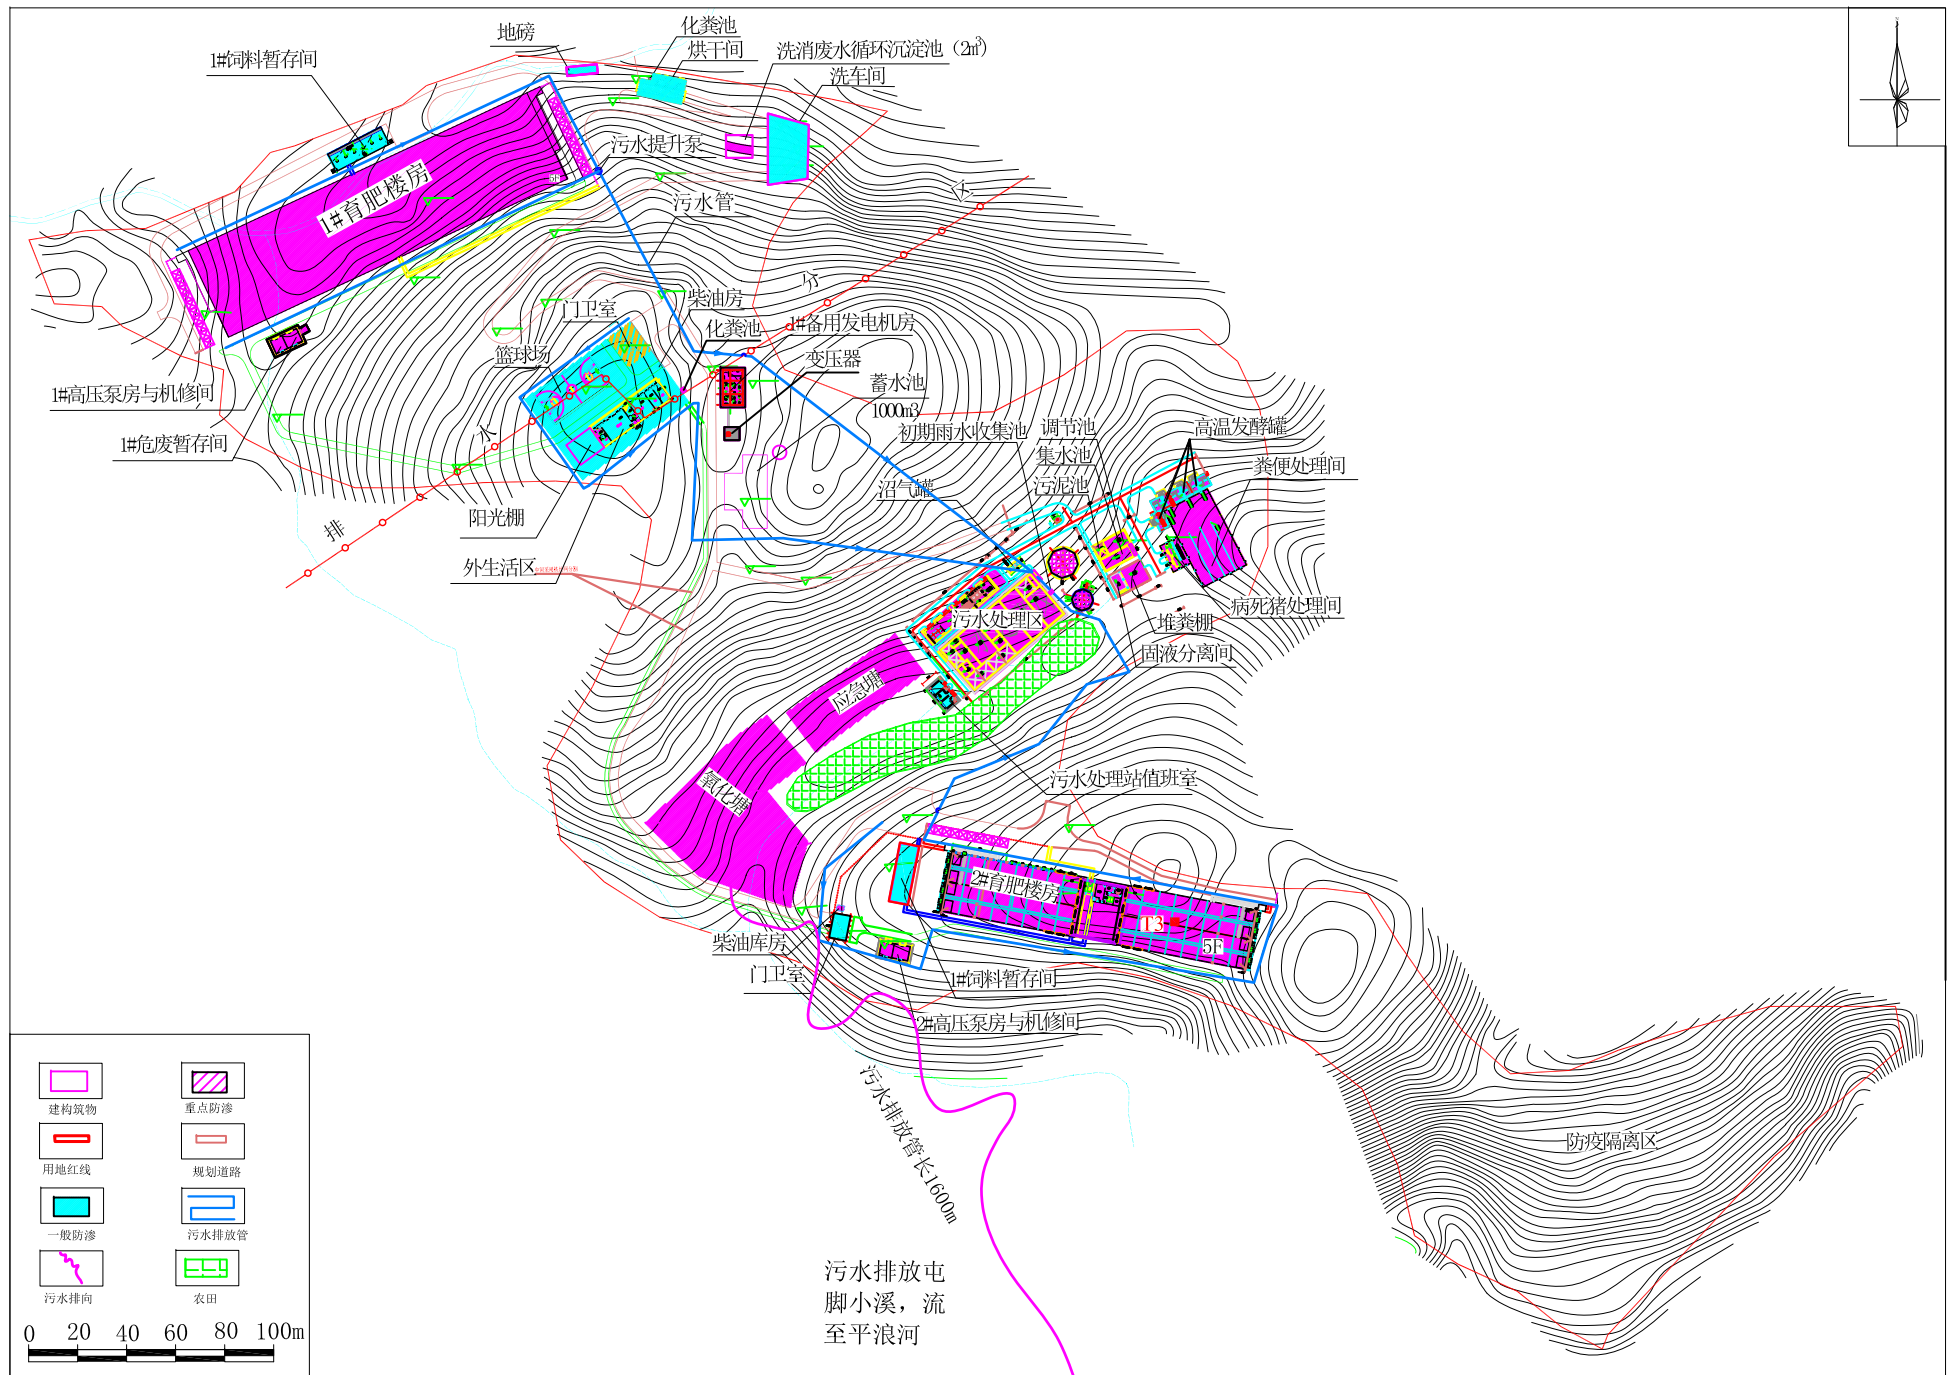 地磅
化粪池
烘干间
洗消废水循环沉淀池（2m³）
洗车间
1#饲料暂存间
污水提升泵
1#育肥楼房
5F
污水管
区
分
水
排
柴油房
门卫室
化粪池
1#备用发电机房
篮球场
变压器
蓄水池
1000m3
1#高压泵房与机修间
1#危废暂存间
初期雨水收集池
调节池
高温发酵罐
集水池
粪便处理间
污泥池
沼气罐
阳光棚
外生活区
病死猪处理间
污水处理区
堆粪棚
固液分离间
应急塘
氧化塘
污水处理站值班室
2#育肥楼房
T3
5F
柴油库房
门卫室
1#饲料暂存间
2#高压泵房与机修间
污水排放管长1600m
防疫隔离区
污水排放屯
脚小溪，流
至平浪河
建构筑物
重点防渗
用地红线
规划道路
一般防渗
污水排放管
污水排向
农田
0 20 40 60 80 100m